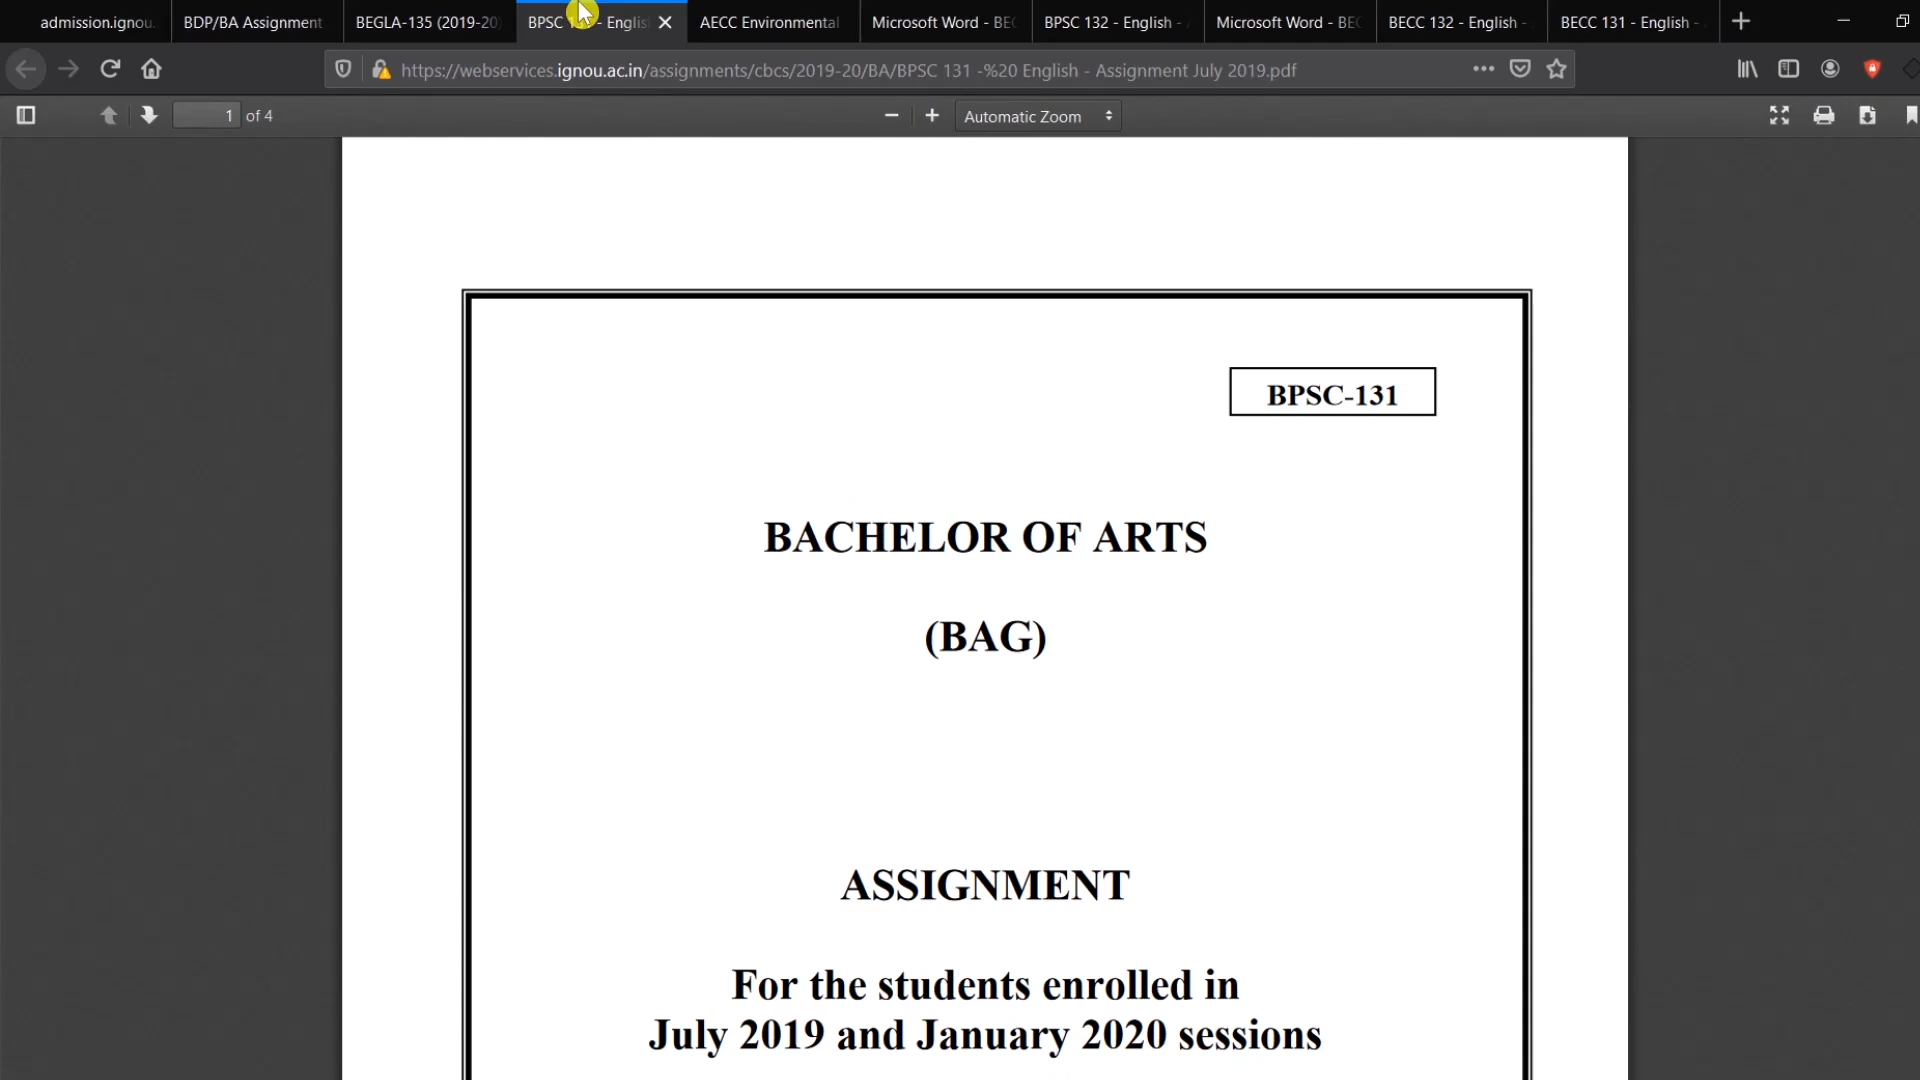 admission.ignou.
BDP/BA Assignment
BEGLA-135 (2019-20)
BPSC - Englis
AECC Environmental
Microsoft Word - BEC
BPSC 132 - English -
Microsoft Word - BEC
BECC 132 - English -
BECC 131 - English -
https://webservices.ignou.ac.in/assignments/cbcs/2019-20/BA/BPSC 131 -%20 English - Assignment July 2019.pdf
1 of 4
Automatic Zoom
BPSC-131
BACHELOR OF ARTS
(BAG)
ASSIGNMENT
For the students enrolled in
July 2019 and January 2020 sessions